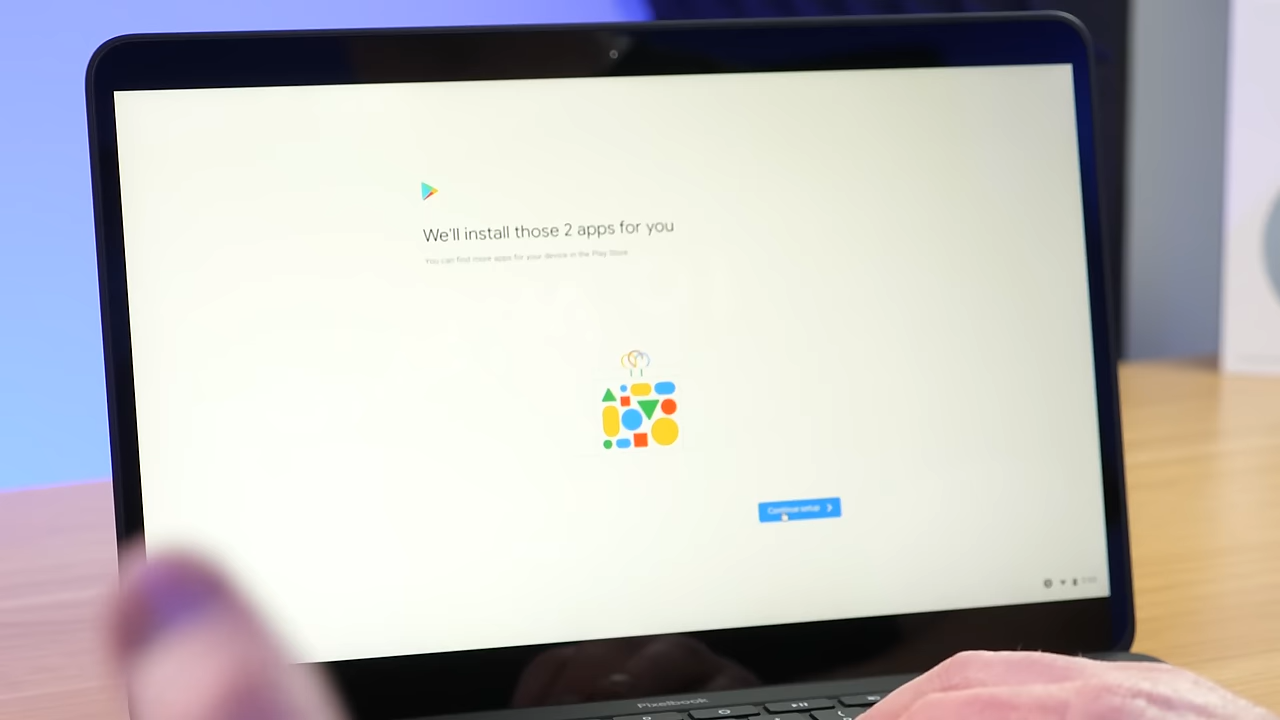 We'll install those 2 apps for you
You can find more apps for your device in the Play Store
Continue setup
Pixelbook